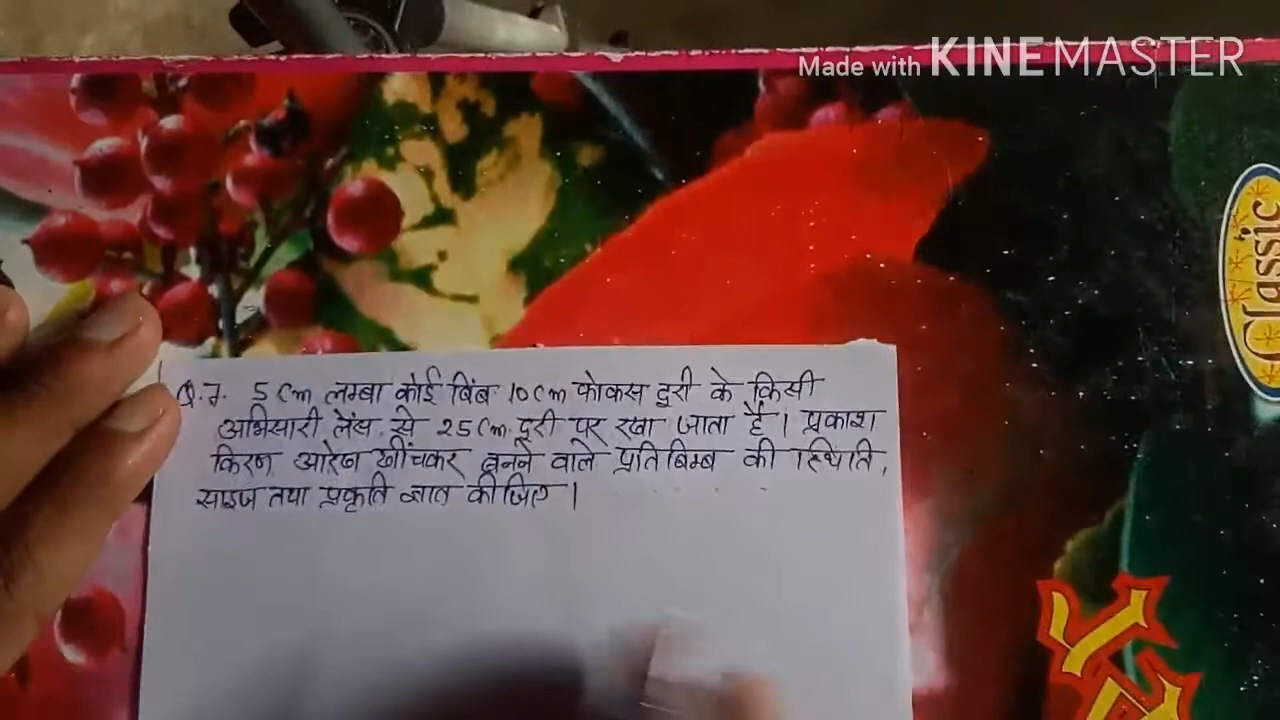 Made with KINEMASTER
Classic
Q.7. 5 Cm लम्बा कोई बिंब 10 cm फोकस दूरी के किसी
अभिसारी लेंस से 25 Cm दूरी पर रखा जाता है। प्रकाश
किरण आरेख खींचकर बनने वाले प्रतिबिम्ब की स्थिति,
साइज तथा प्रकृति ज्ञात कीजिए।